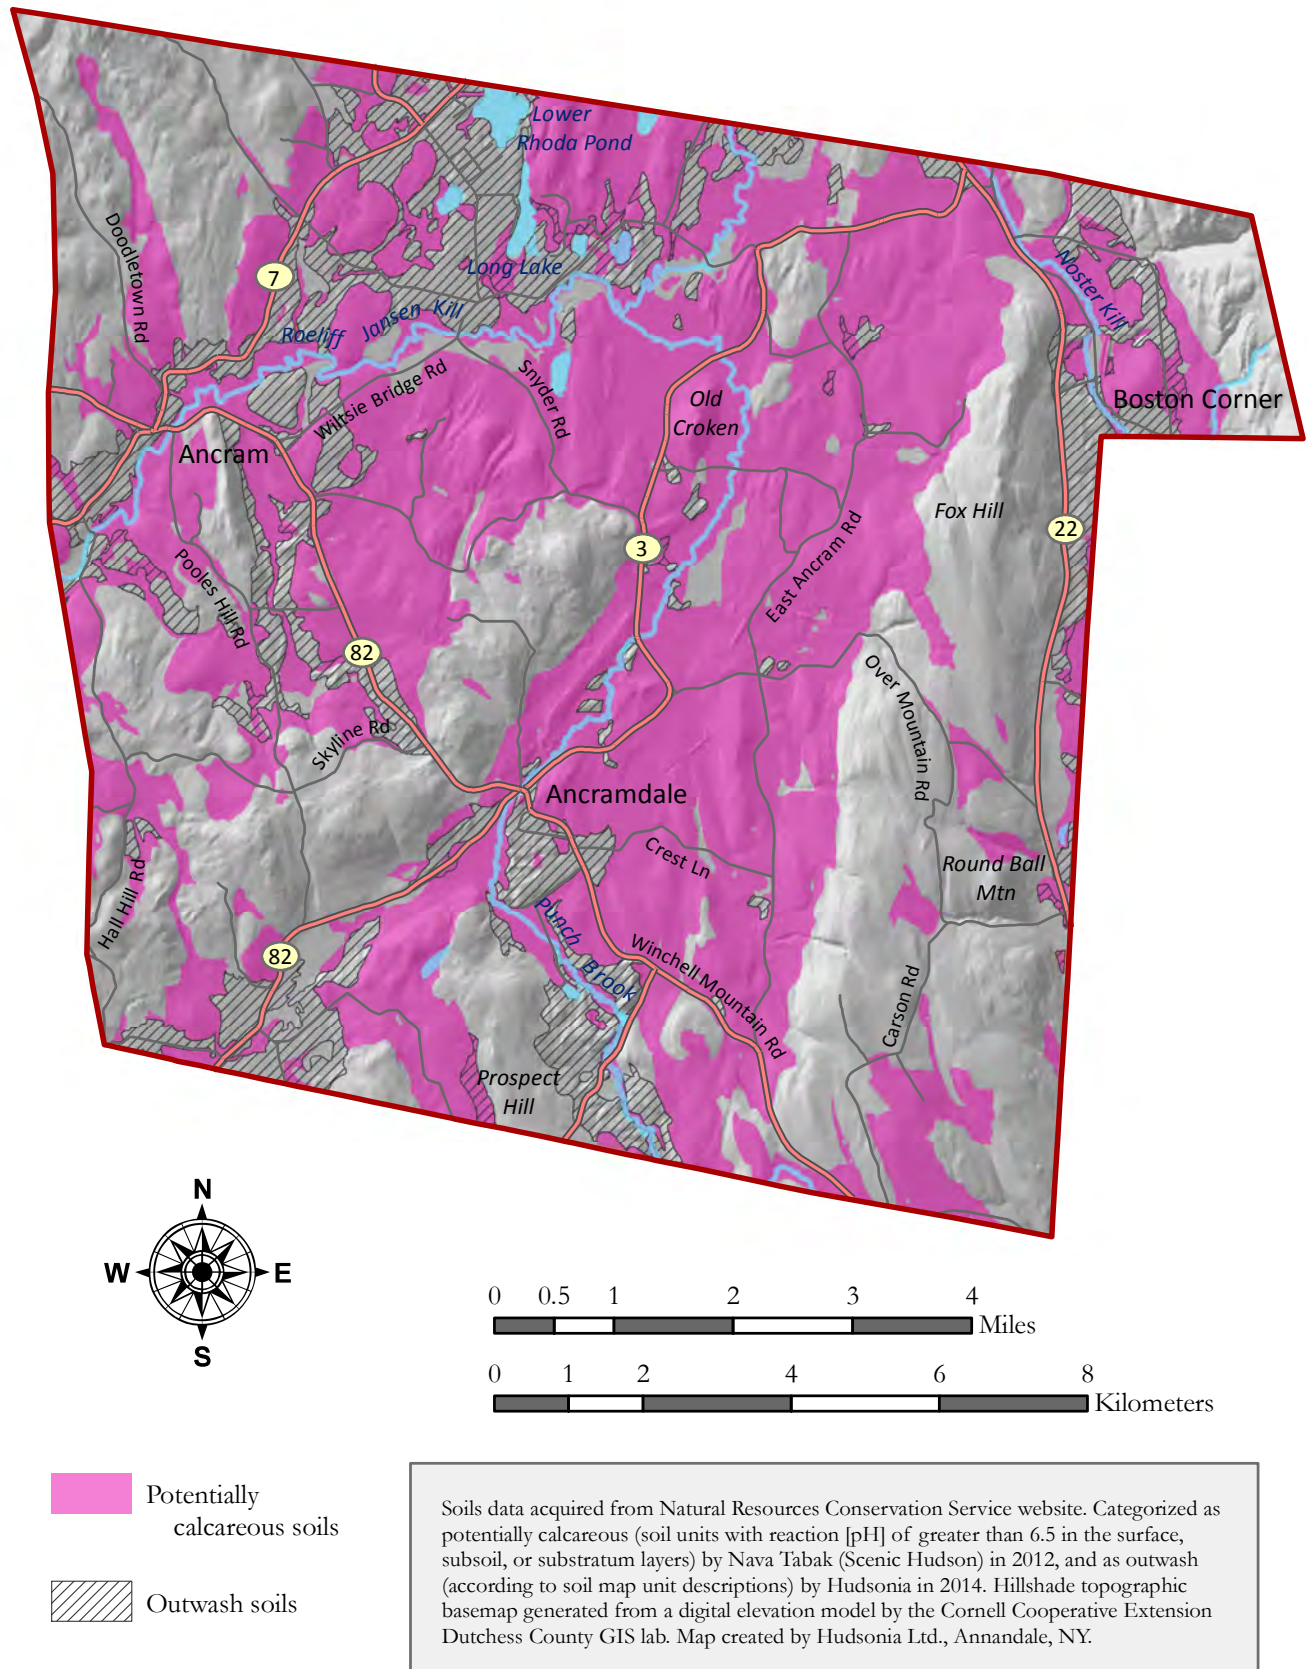 Lower
Rhoda Pond
Doodletown Rd
7
Long Lake
Noster Kill
Roeliff Jansen Kill
Wiltsie Bridge Rd
Snyder Rd
Old
Croken
Boston Corner
Ancram
Fox Hill
22
3
East Ancram Rd
Pooles Hill Rd
82
Over Mountain Rd
Skyline Rd
Ancramdale
Crest Ln
Round Ball
Mtn
Hall Hill Rd
Punch Brook
82
Winchell Mountain Rd
Carson Rd
Prospect
Hill
N
W E
S
0 0.5 1 2 3 4
Miles
0 1 2 4 6 8
Kilometers
Potentially
calcareous soils
Outwash soils
Soils data acquired from Natural Resources Conservation Service website. Categorized as
potentially calcareous (soil units with reaction [pH] of greater than 6.5 in the surface,
subsoil, or substratum layers) by Nava Tabak (Scenic Hudson) in 2012, and as outwash
(according to soil map unit descriptions) by Hudsonia in 2014. Hillshade topographic
basemap generated from a digital elevation model by the Cornell Cooperative Extension
Dutchess County GIS lab. Map created by Hudsonia Ltd., Annandale, NY.